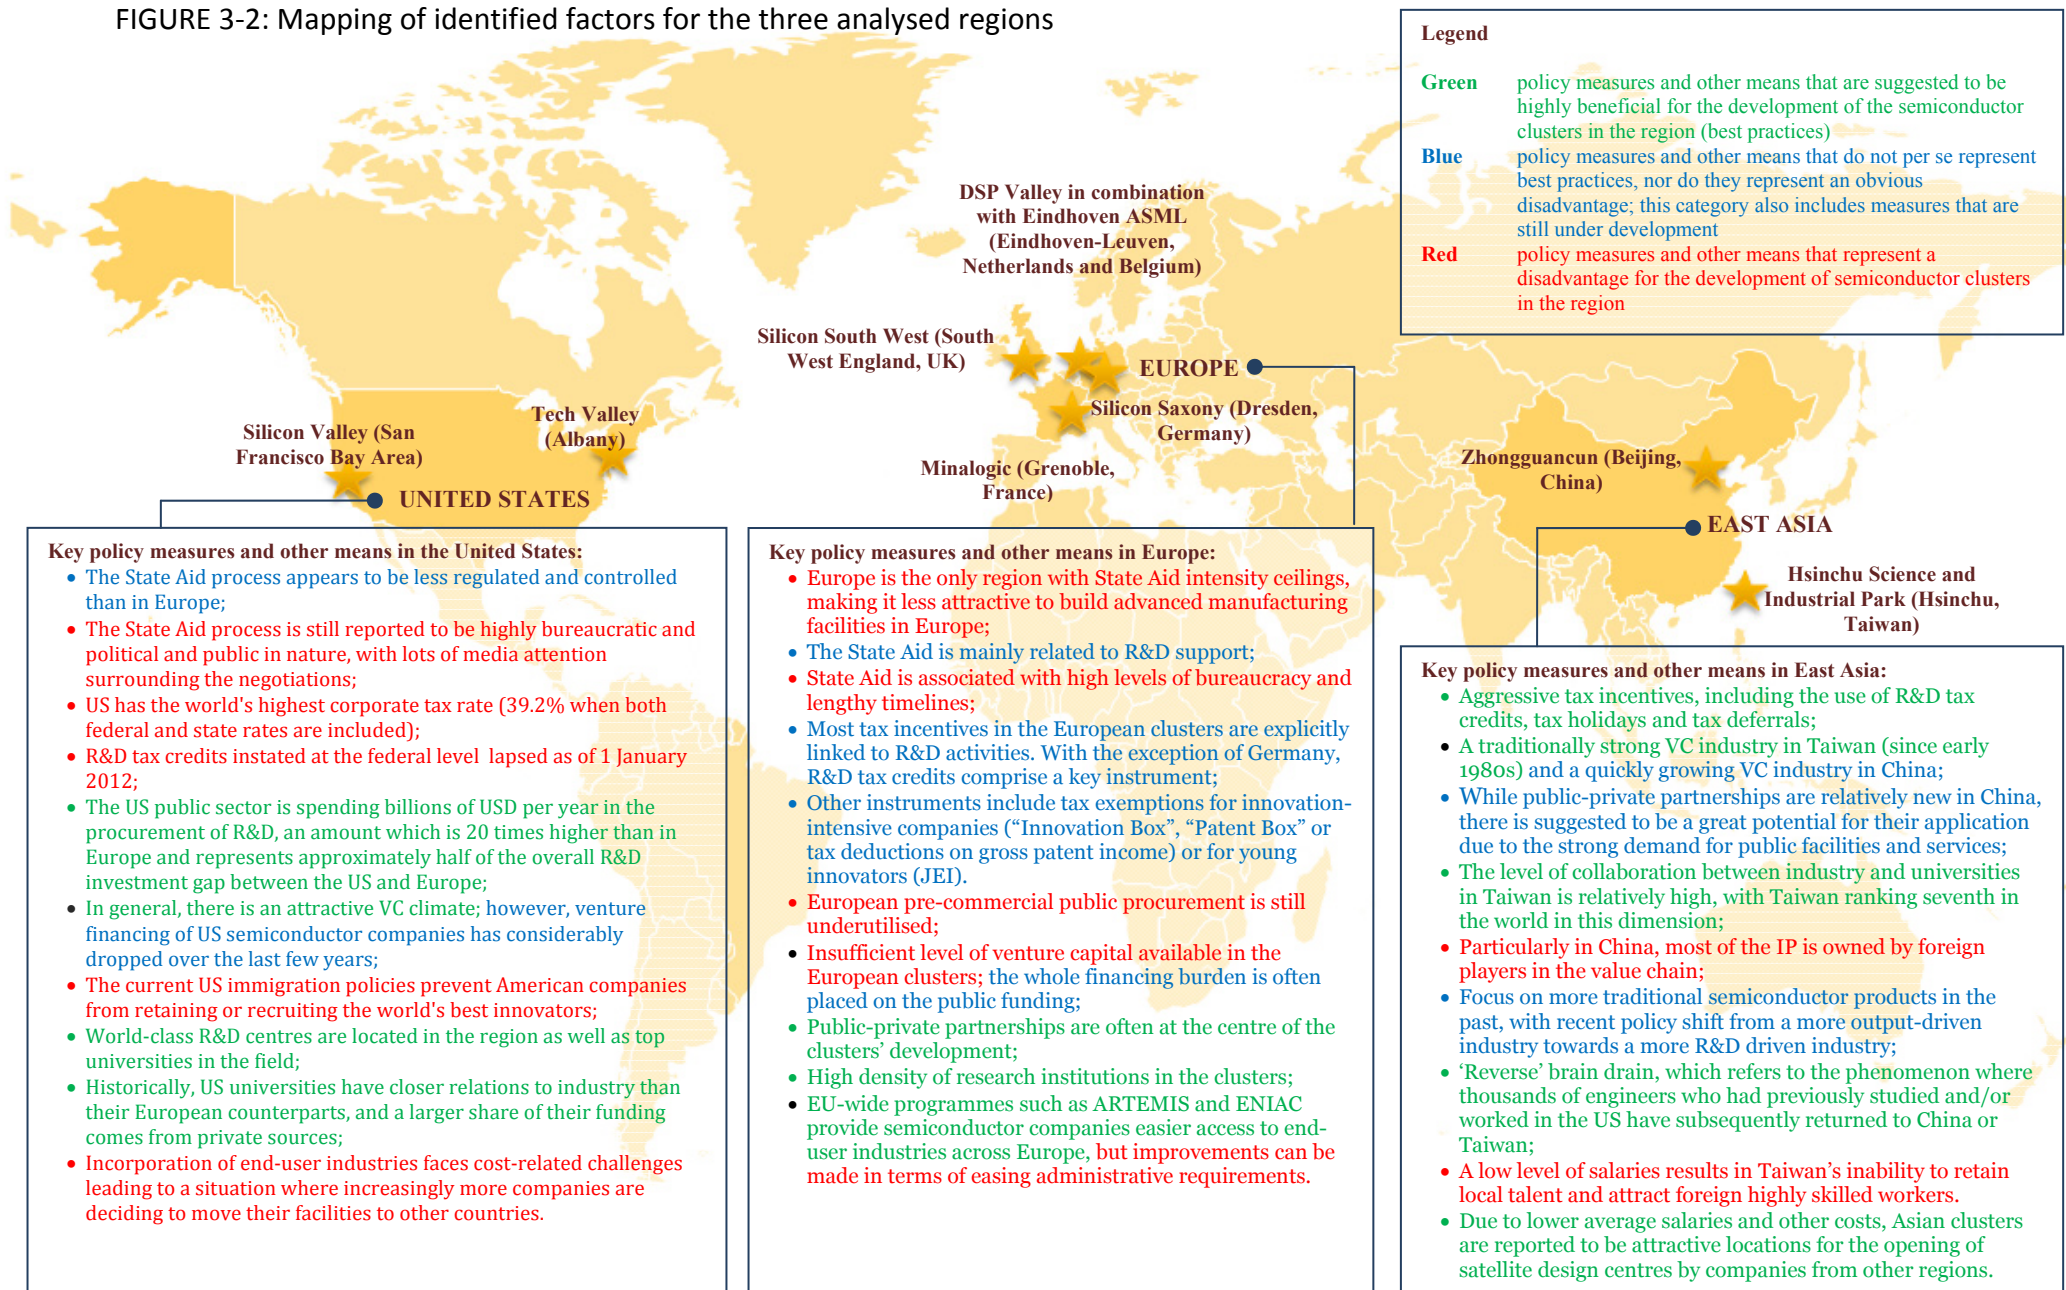 FIGURE 3-2: Mapping of identified factors for the three analysed regions
Legend
Green policy measures and other means that are suggested to be
highly beneficial for the development of the semiconductor
clusters in the region (best practices)
Blue policy measures and other means that do not per se represent
best practices, nor do they represent an obvious
disadvantage; this category also includes measures that are
still under development
Red policy measures and other means that represent a
disadvantage for the development of semiconductor clusters
in the region
DSP Valley in combination
with Eindhoven ASML
(Eindhoven-Leuven,
Netherlands and Belgium)
Silicon South West (South
West England, UK)
EUROPE
Silicon Saxony (Dresden,
Germany)
Minalogic (Grenoble,
France)
Tech Valley
(Albany)
Silicon Valley (San
Francisco Bay Area)
UNITED STATES
Zhongguancun (Beijing,
China)
EAST ASIA
Hsinchu Science and
Industrial Park (Hsinchu,
Taiwan)
Key policy measures and other means in the United States:
• The State Aid process appears to be less regulated and controlled
than in Europe;
• The State Aid process is still reported to be highly bureaucratic and
political and public in nature, with lots of media attention
surrounding the negotiations;
• US has the world's highest corporate tax rate (39.2% when both
federal and state rates are included);
• R&D tax credits instated at the federal level lapsed as of 1 January
2012;
• The US public sector is spending billions of USD per year in the
procurement of R&D, an amount which is 20 times higher than in
Europe and represents approximately half of the overall R&D
investment gap between the US and Europe;
• In general, there is an attractive VC climate; however, venture
financing of US semiconductor companies has considerably
dropped over the last few years;
• The current US immigration policies prevent American companies
from retaining or recruiting the world's best innovators;
• World-class R&D centres are located in the region as well as top
universities in the field;
• Historically, US universities have closer relations to industry than
their European counterparts, and a larger share of their funding
comes from private sources;
• Incorporation of end-user industries faces cost-related challenges
leading to a situation where increasingly more companies are
deciding to move their facilities to other countries.
Key policy measures and other means in Europe:
• Europe is the only region with State Aid intensity ceilings,
making it less attractive to build advanced manufacturing
facilities in Europe;
• The State Aid is mainly related to R&D support;
• State Aid is associated with high levels of bureaucracy and
lengthy timelines;
• Most tax incentives in the European clusters are explicitly
linked to R&D activities. With the exception of Germany,
R&D tax credits comprise a key instrument;
• Other instruments include tax exemptions for innovation-
intensive companies (“Innovation Box”, “Patent Box” or
tax deductions on gross patent income) or for young
innovators (JEI).
• European pre-commercial public procurement is still
underutilised;
• Insufficient level of venture capital available in the
European clusters; the whole financing burden is often
placed on the public funding;
• Public-private partnerships are often at the centre of the
clusters’ development;
• High density of research institutions in the clusters;
• EU-wide programmes such as ARTEMIS and ENIAC
provide semiconductor companies easier access to end-
user industries across Europe, but improvements can be
made in terms of easing administrative requirements.
Key policy measures and other means in East Asia:
• Aggressive tax incentives, including the use of R&D tax
credits, tax holidays and tax deferrals;
• A traditionally strong VC industry in Taiwan (since early
1980s) and a quickly growing VC industry in China;
• While public-private partnerships are relatively new in China,
there is suggested to be a great potential for their application
due to the strong demand for public facilities and services;
• The level of collaboration between industry and universities
in Taiwan is relatively high, with Taiwan ranking seventh in
the world in this dimension;
• Particularly in China, most of the IP is owned by foreign
players in the value chain;
• Focus on more traditional semiconductor products in the
past, with recent policy shift from a more output-driven
industry towards a more R&D driven industry;
• ‘Reverse’ brain drain, which refers to the phenomenon where
thousands of engineers who had previously studied and/or
worked in the US have subsequently returned to China or
Taiwan;
• A low level of salaries results in Taiwan’s inability to retain
local talent and attract foreign highly skilled workers.
• Due to lower average salaries and other costs, Asian clusters
are reported to be attractive locations for the opening of
satellite design centres by companies from other regions.